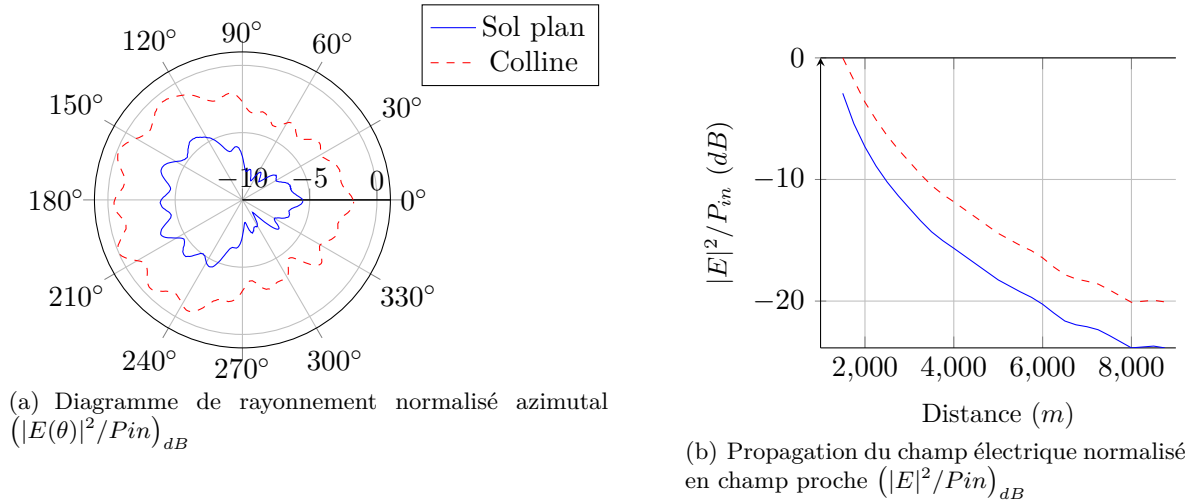 Sol plan
Colline
90°
120°
60°
150°
30°
180°
−10
−5
0
0°
210°
330°
240°
300°
270°
(a) Diagramme de rayonnement normalisé azimutal
(|E(θ)|²/Pin)_{dB}
0
−10
−20
|E|²/P_{in} (dB)
2,000
4,000
6,000
8,000
Distance (m)
(b) Propagation du champ électrique normalisé
en champ proche (|E|²/Pin)_{dB}